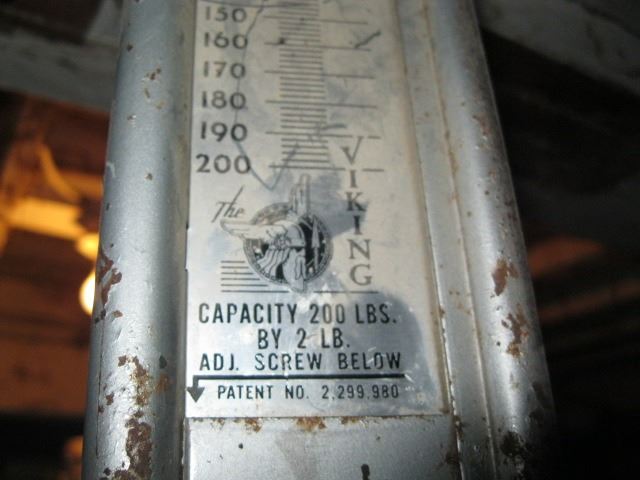 150
160
170
180
190
200
The
VIKING
CAPACITY 200 LBS.
BY 2 LB.
ADJ. SCREW BELOW
PATENT NO. 2,299,980